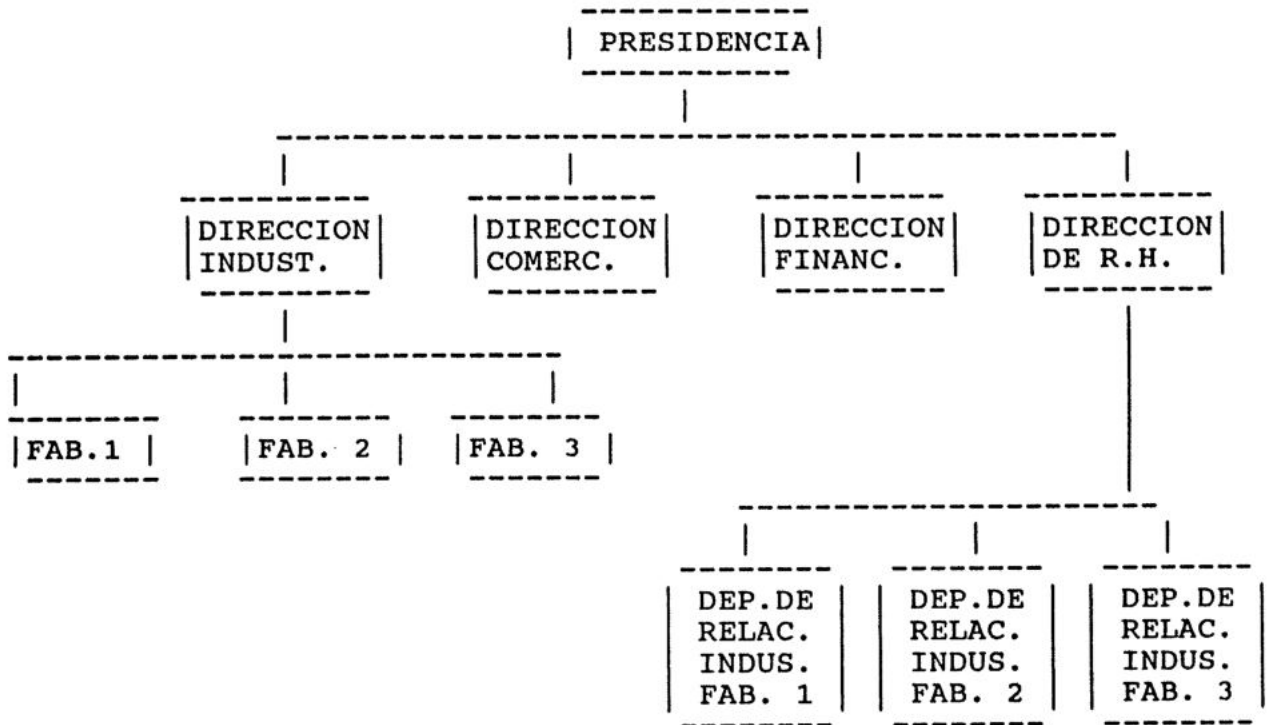 PRESIDENCIA
DIRECCION INDUST.
DIRECCION COMERC.
DIRECCION FINANC.
DIRECCION DE R.H.
FAB.1
FAB. 2
FAB. 3
DEP.DE RELAC. INDUS. FAB. 1
DEP.DE RELAC. INDUS. FAB. 2
DEP.DE RELAC. INDUS. FAB. 3